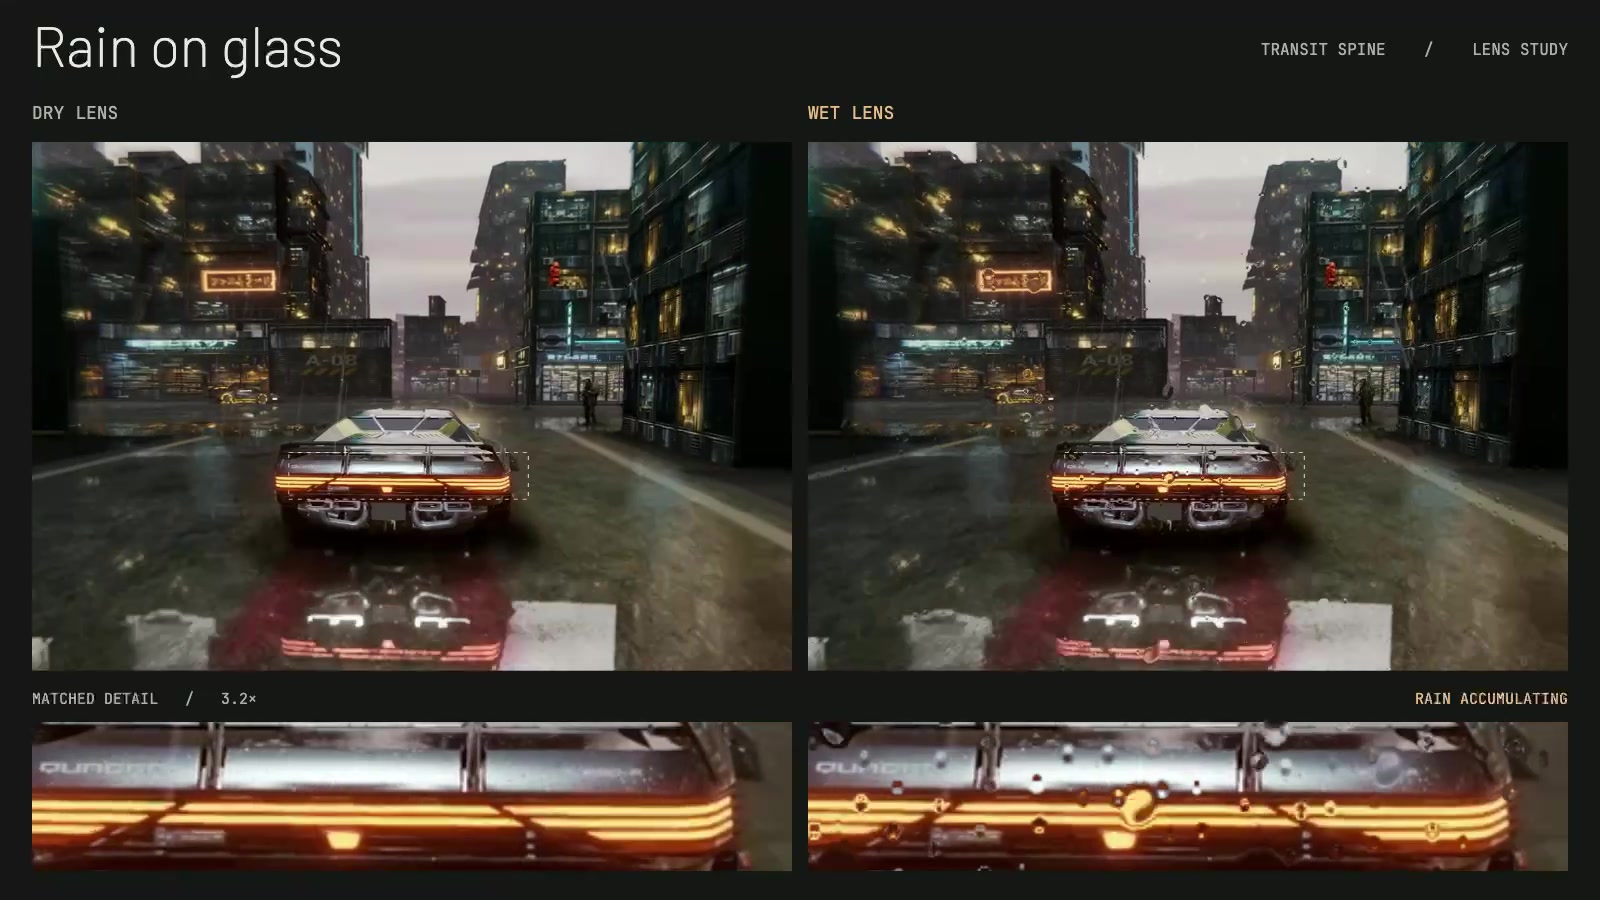 Rain on glass
TRANSIT SPINE / LENS STUDY
DRY LENS
WET LENS
A-08
A-08
MATCHED DETAIL / 3.2×
RAIN ACCUMULATING